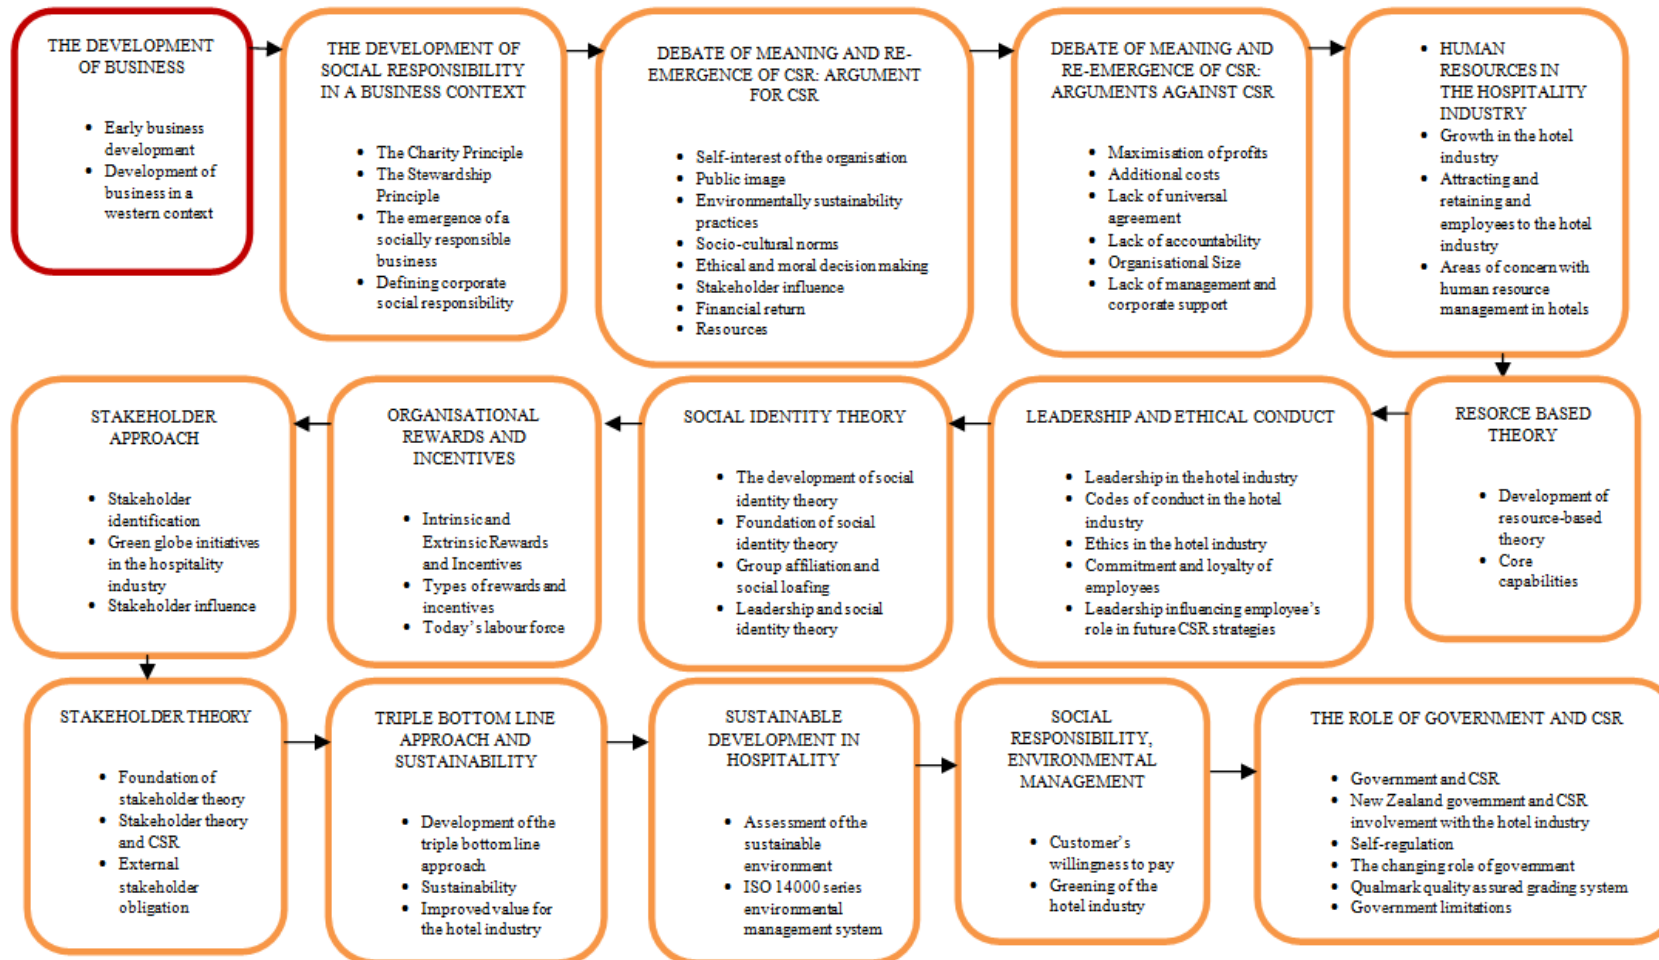 THE DEVELOPMENT
OF BUSINESS
• Early business
development
• Development of
business in a
western context
THE DEVELOPMENT OF
SOCIAL RESPONSIBILITY
IN A BUSINESS CONTEXT
• The Charity Principle
• The Stewardship
Principle
• The emergence of a
socially responsible
business
• Defining corporate
social responsibility
DEBATE OF MEANING AND RE-
EMERGENCE OF CSR: ARGUMENT
FOR CSR
• Self-interest of the organisation
• Public image
• Environmentally sustainability
practices
• Socio-cultural norms
• Ethical and moral decision making
• Stakeholder influence
• Financial return
• Resources
DEBATE OF MEANING AND
RE-EMERGENCE OF CSR:
ARGUMENTS AGAINST CSR
• Maximisation of profits
• Additional costs
• Lack of universal
agreement
• Lack of accountability
• Organisational Size
• Lack of management and
corporate support
• HUMAN
RESOURCES IN
THE HOSPITALITY
INDUSTRY
• Growth in the hotel
industry
• Attracting and
retaining and
employees to the hotel
industry
• Areas of concern with
human resource
management in hotels
RESORCE BASED
THEORY
• Development of
resource-based
theory
• Core
capabilities
LEADERSHIP AND ETHICAL CONDUCT
• Leadership in the hotel industry
• Codes of conduct in the hotel
industry
• Ethics in the hotel industry
• Commitment and loyalty of
employees
• Leadership influencing employee's
role in future CSR strategies
SOCIAL IDENTITY THEORY
• The development of social
identity theory
• Foundation of social
identity theory
• Group affiliation and
social loafing
• Leadership and social
identity theory
ORGANISATIONAL
REWARDS AND
INCENTIVES
• Intrinsic and
Extrinsic Rewards
and Incentives
• Types of rewards and
incentives
• Today's labour force
STAKEHOLDER
APPROACH
• Stakeholder
identification
• Green globe initiatives
in the hospitality
industry
• Stakeholder influence
STAKEHOLDER THEORY
• Foundation of
stakeholder theory
• Stakeholder theory
and CSR
• External
stakeholder
obligation
TRIPLE BOTTOM LINE
APPROACH AND
SUSTAINABILITY
• Development of the
triple bottom line
approach
• Sustainability
• Improved value for
the hotel industry
SUSTAINABLE
DEVELOPMENT IN
HOSPITALITY
• Assessment of the
sustainable
environment
• ISO 14000 series
environmental
management system
SOCIAL
RESPONSIBILITY,
ENVIRONMENTAL
MANAGEMENT
• Customer's
willingness to pay
• Greening of the
hotel industry
THE ROLE OF GOVERNMENT AND CSR
• Government and CSR
• New Zealand government and CSR
involvement with the hotel industry
• Self-regulation
• The changing role of government
• Qualmark quality assured grading system
• Government limitations